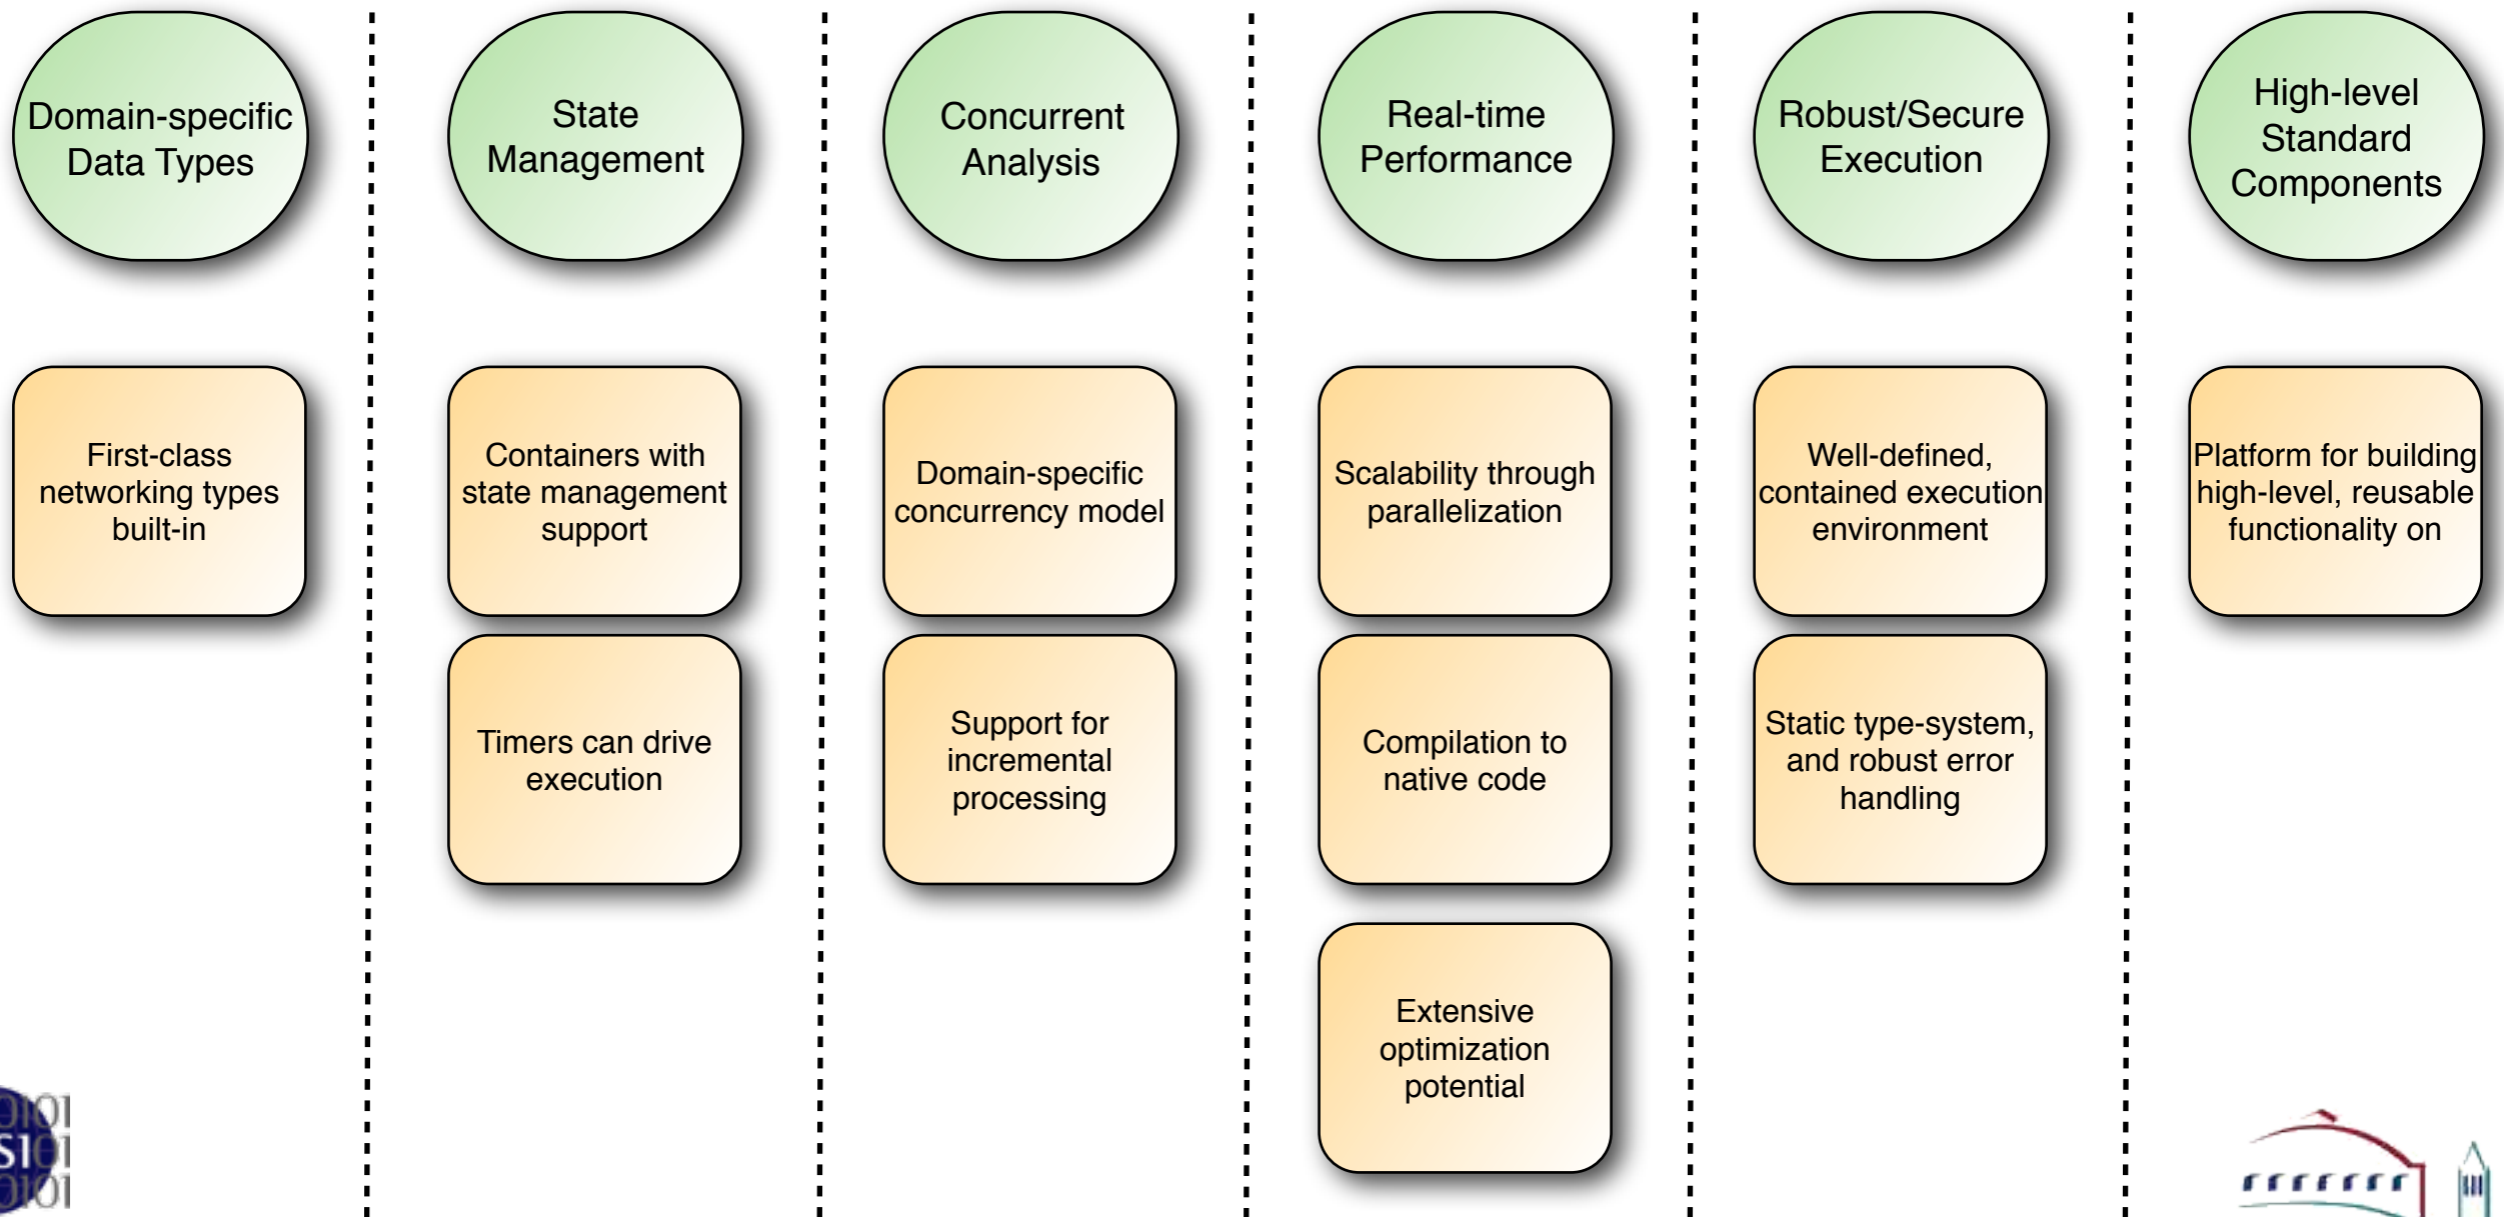 Domain-specific
Data Types
State
Management
Concurrent
Analysis
Real-time
Performance
Robust/Secure
Execution
High-level
Standard
Components
First-class
networking types
built-in
Containers with
state management
support
Domain-specific
concurrency model
Scalability through
parallelization
Well-defined,
contained execution
environment
Platform for building
high-level, reusable
functionality on
Timers can drive
execution
Support for
incremental
processing
Compilation to
native code
Static type-system,
and robust error
handling
Extensive
optimization
potential